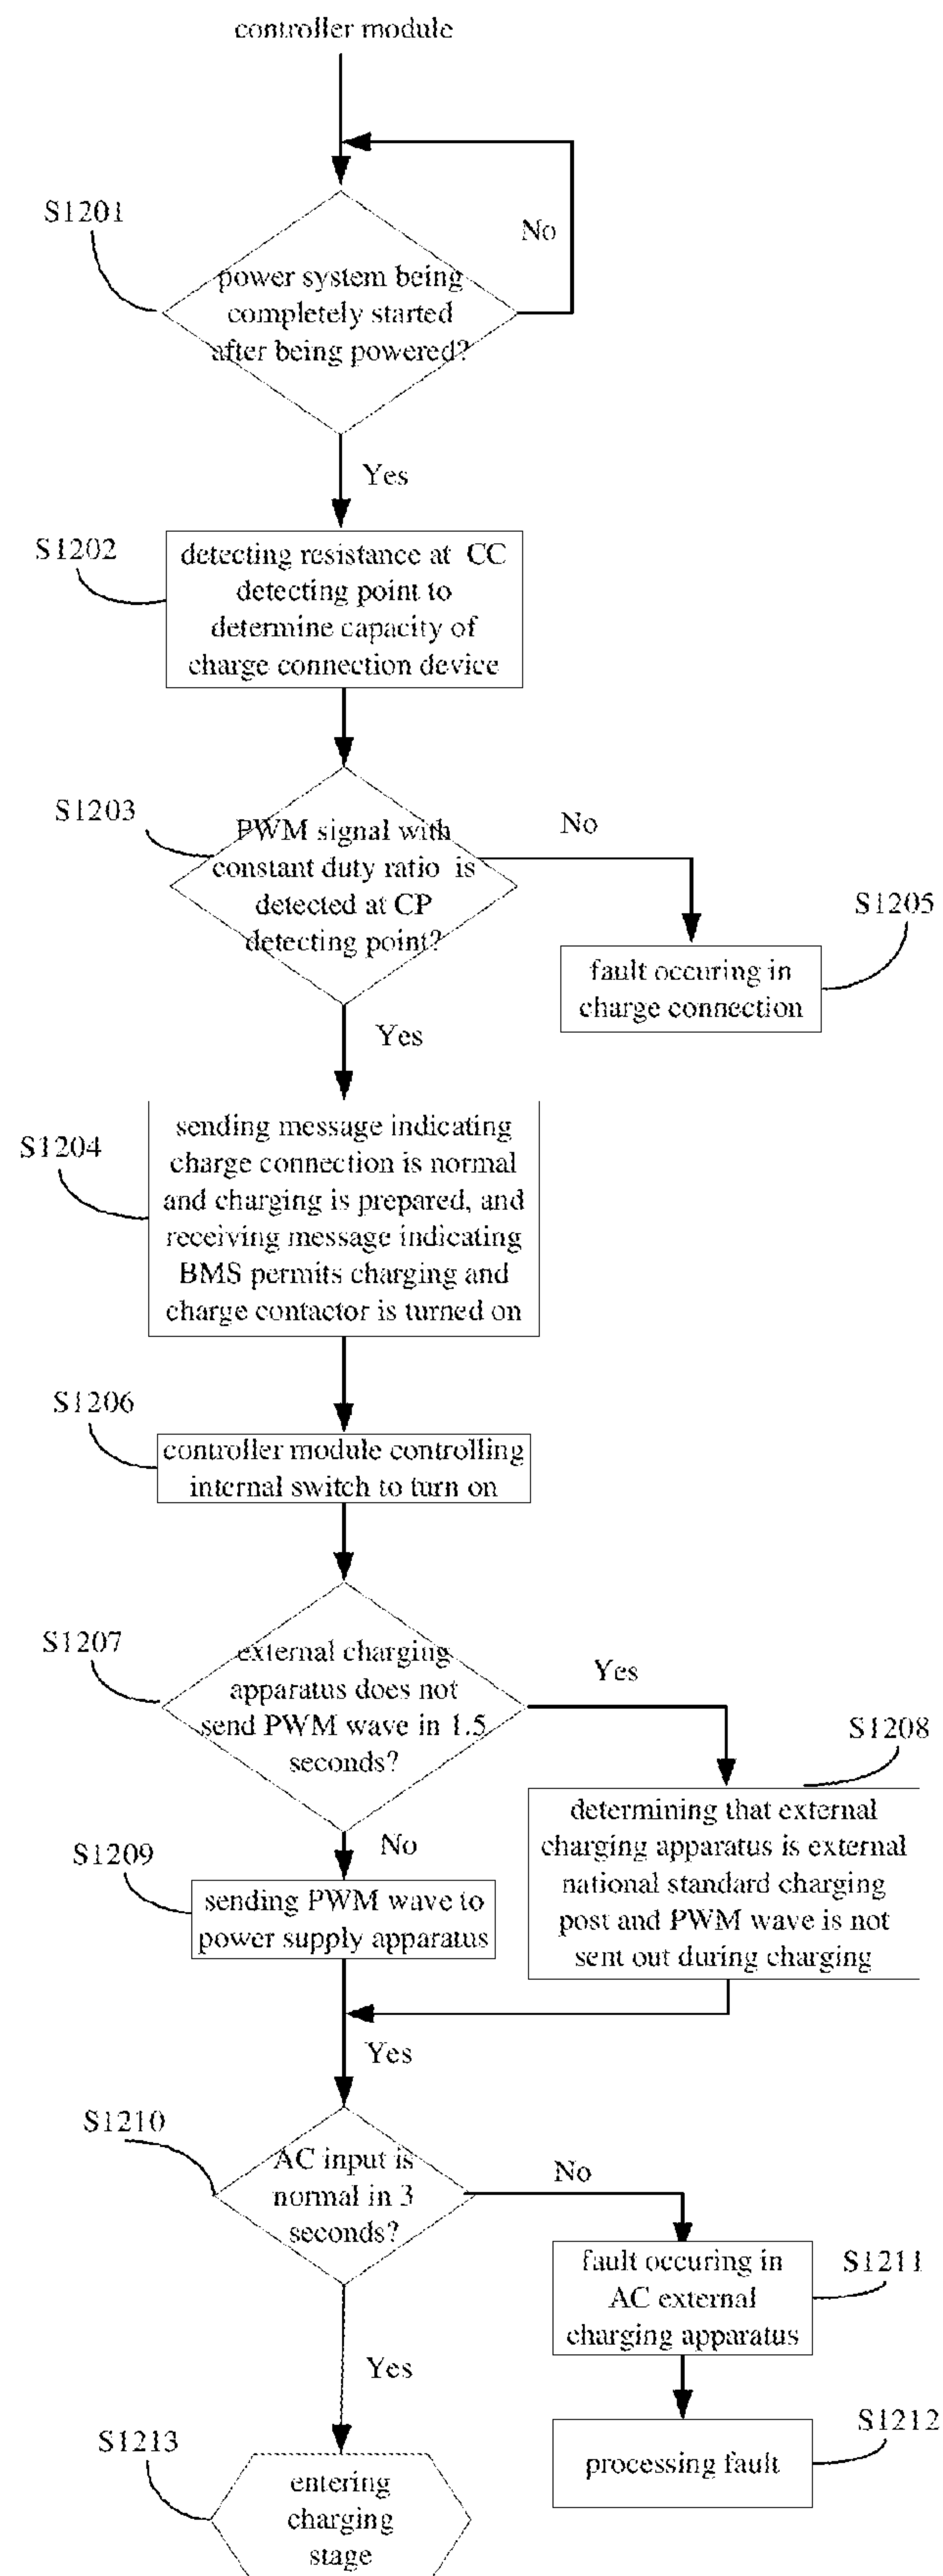 controller module
S1201
No
power system being
completely started
after being powered?
Yes
S1202
detecting resistance at CC
detecting point to
determine capacity of
charge connection device
S1203
PWM signal with
constant duty ratio is
detected at CP
detecting point?
No
S1205
fault occuring in
charge connection
Yes
S1204
sending message indicating
charge connection is normal
and charging is prepared, and
receiving message indicating
BMS permits charging and
charge contactor is turned on
S1206
controller module controlling
internal switch to turn on
S1207
external charging
apparatus does not
send PWM wave in 1.5
seconds?
Yes
S1208
determining that external
charging apparatus is external
national standard charging
post and PWM wave is not
sent out during charging
No
S1209
sending PWM wave to
power supply apparatus
Yes
S1210
AC input is
normal in 3
seconds?
No
S1211
fault occuring in
AC external
charging apparatus
Yes
S1212
processing fault
S1213
entering
charging
stage